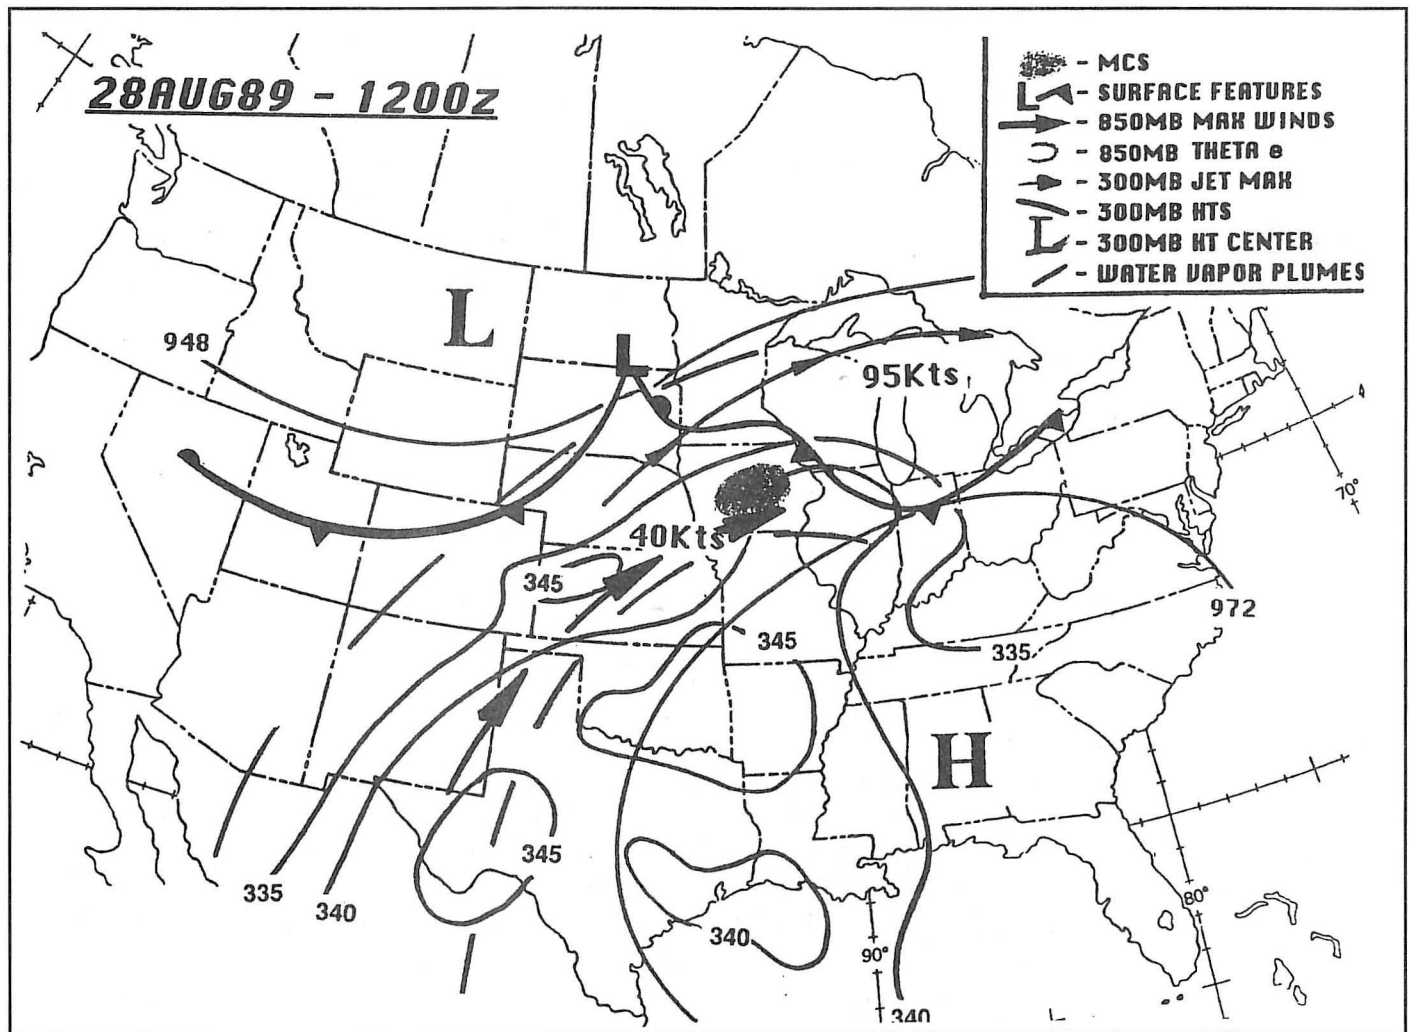 28AUG89 - 1200z
- MCS
L - SURFACE FEATURES
- 850MB MAX WINDS
- 850MB THETA e
- 300MB JET MAX
- 300MB HTS
L - 300MB HT CENTER
- WATER VAPOR PLUMES
L
948
L
95Kts
70°
40Kts
345
972
345
335
H
345
335
340
80°
340
90°
340